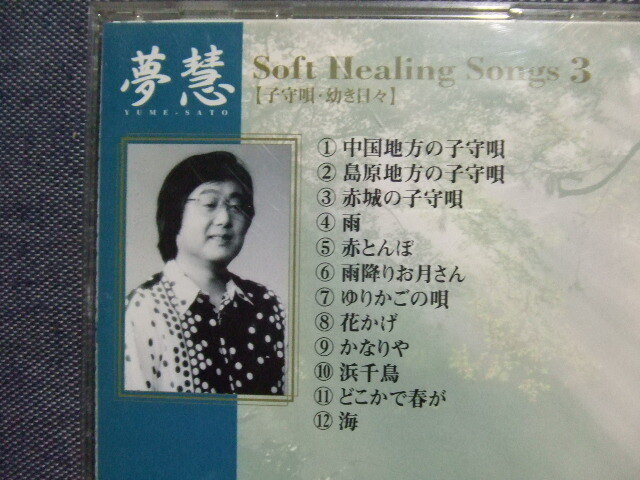 夢慧
YUME-SATO
Soft Healing Songs 3
【子守唄・幼き日々】
① 中国地方の子守唄
② 島原地方の子守唄
③ 赤城の子守唄
④ 雨
⑤ 赤とんぼ
⑥ 雨降りお月さん
⑦ ゆりかごの唄
⑧ 花かげ
⑨ かなりや
⑩ 浜千鳥
⑪ どこかで春が
⑫ 海